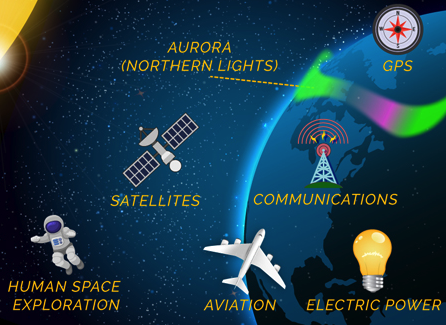 AURORA
(NORTHERN LIGHTS)
GPS
SATELLITES
COMMUNICATIONS
HUMAN SPACE
EXPLORATION
AVIATION
ELECTRIC POWER